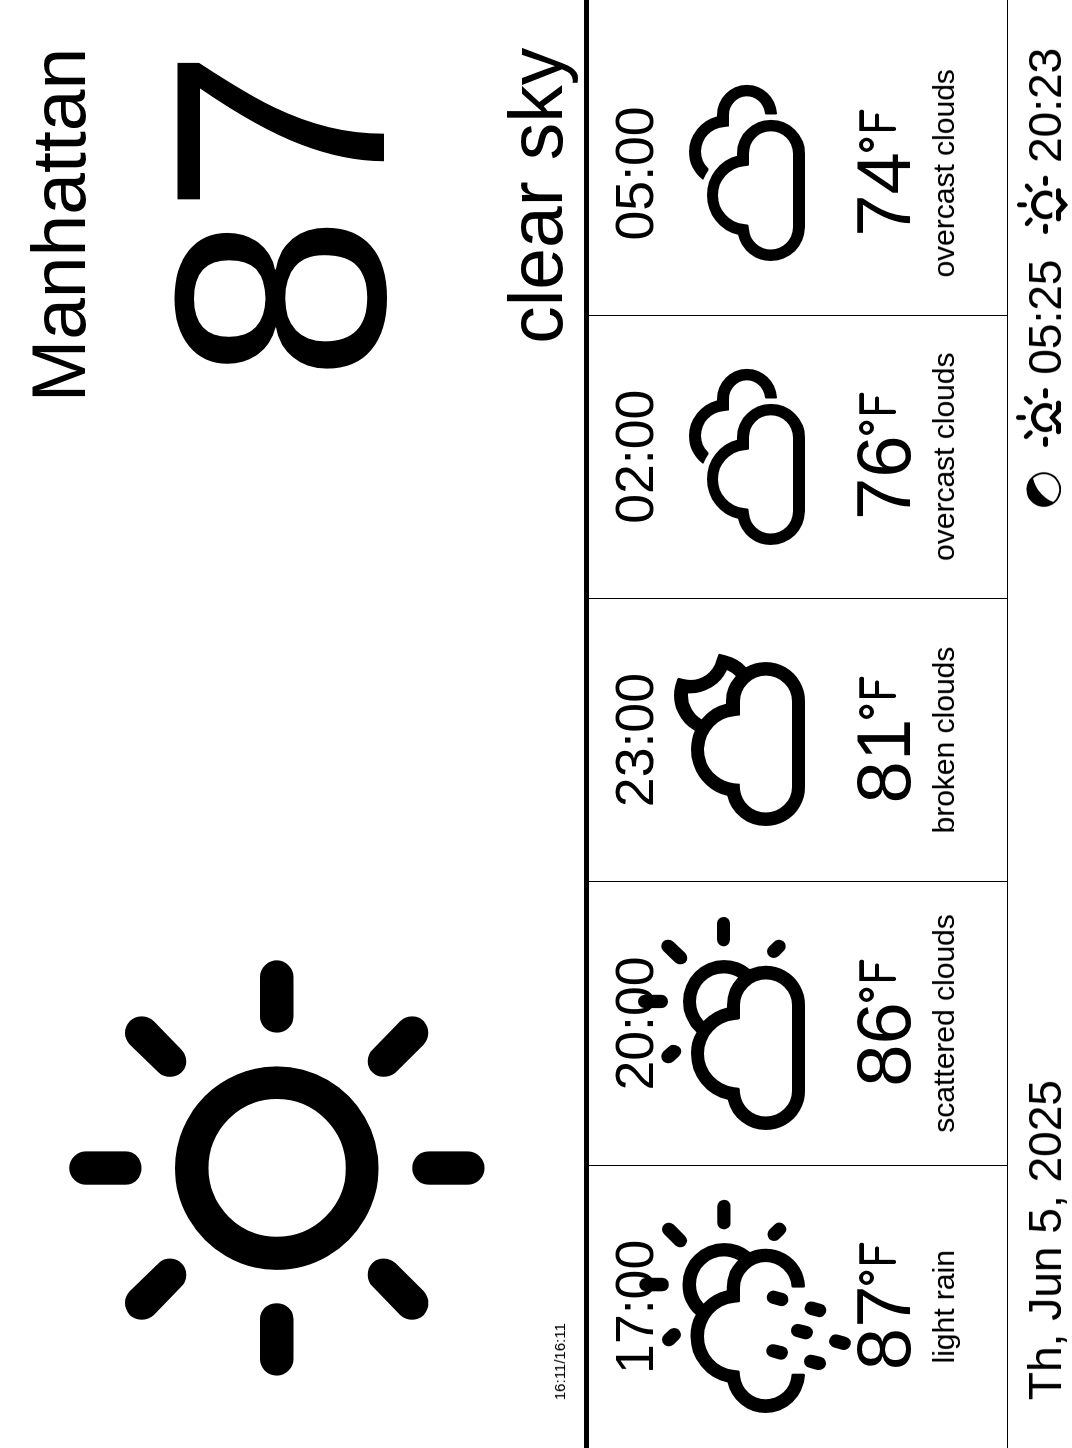 Manhattan
87
clear sky
16:11/16:11
17:00
20:00
23:00
02:00
05:00
87°F
86°F
81°F
76°F
74°F
light rain
scattered clouds
broken clouds
overcast clouds
overcast clouds
Th, Jun 5, 2025
05:25
20:23